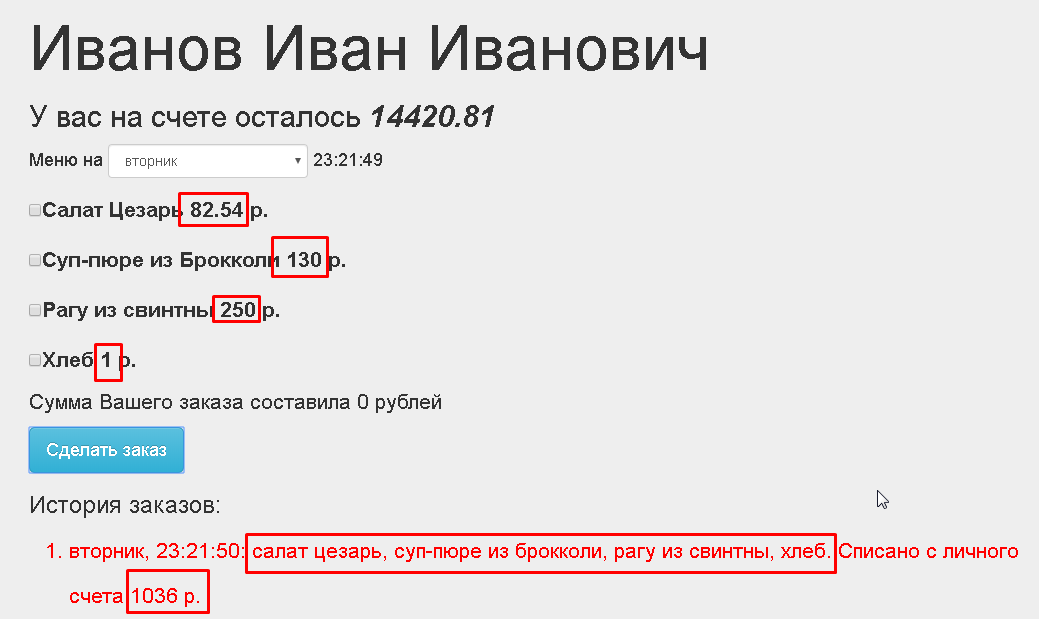 Иванов Иван Иванович
У вас на счете осталось 14420.81
Меню на вторник 23:21:49
Салат Цезарь 82.54 р.
Суп-пюре из Брокколи 130 р.
Рагу из свинтны 250 р.
Хлеб 1 р.
Сумма Вашего заказа составила 0 рублей
Сделать заказ
История заказов:
1. вторник, 23:21:50: салат цезарь, суп-пюре из брокколи, рагу из свинтны, хлеб. Списано с личного
счета 1036 р.